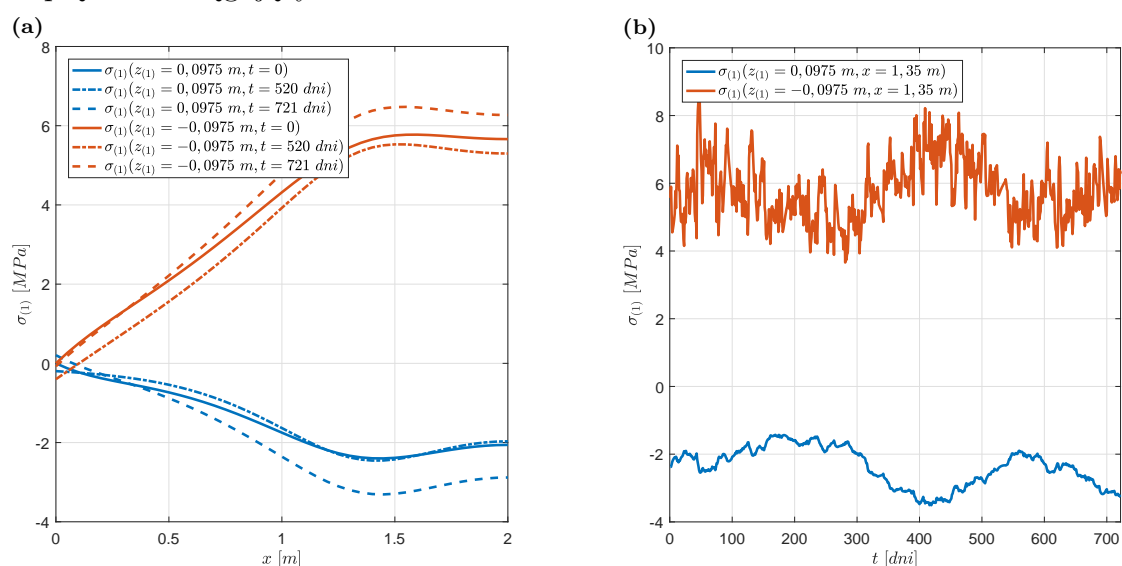 (a)
8
6
4
2
0
-2
-4
0
0.5
1
1.5
2
σ(1) [MPa]
x [m]
σ(1)(z(1) = 0,0975 m, t = 0)
σ(1)(z(1) = 0,0975 m, t = 520 dni)
σ(1)(z(1) = 0,0975 m, t = 721 dni)
σ(1)(z(1) = −0,0975 m, t = 0)
σ(1)(z(1) = −0,0975 m, t = 520 dni)
σ(1)(z(1) = −0,0975 m, t = 721 dni)
(b)
10
8
6
4
2
0
-2
-4
0
100
200
300
400
500
600
700
σ(1) [MPa]
t [dni]
σ(1)(z(1) = 0,0975 m, x = 1,35 m)
σ(1)(z(1) = −0,0975 m, x = 1,35 m)